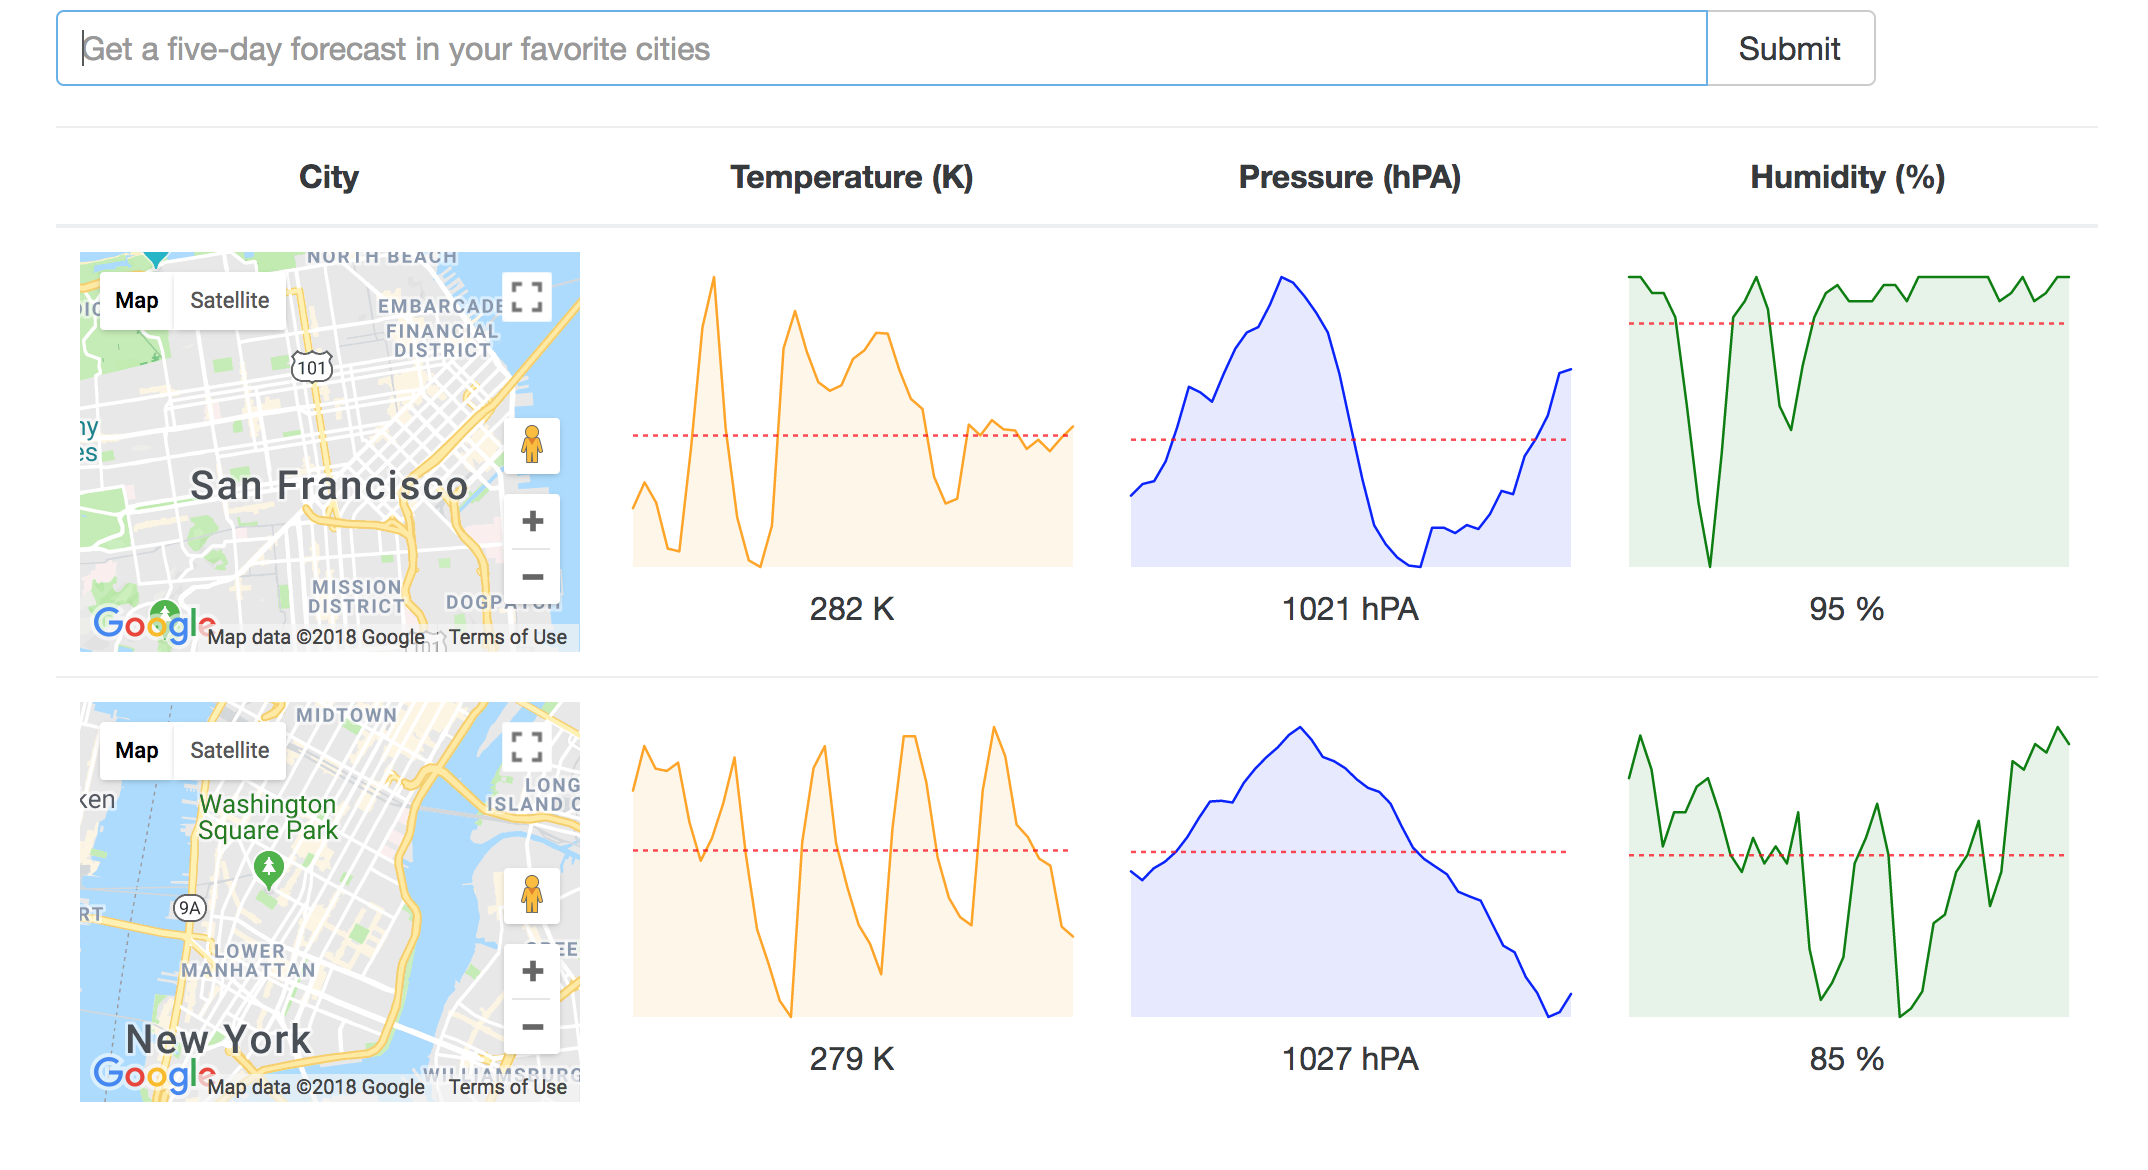 Get a five-day forecast in your favorite cities
Submit
City
Temperature (K)
Pressure (hPA)
Humidity (%)
NORTH BEACH
Map
Satellite
EMBARCADE
FINANCIAL
DISTRICT
101
San Francisco
MISSION
DISTRICT
Google
Map data ©2018 Google
Terms of Use
282 K
1021 hPA
95 %
MIDTOWN
Map
Satellite
LONG
ISLAND C
ken
Washington
Square Park
9A
RT
LOWER
MANHATTAN
New York
WILLIAMSBURG
Google
Map data ©2018 Google
Terms of Use
279 K
1027 hPA
85 %